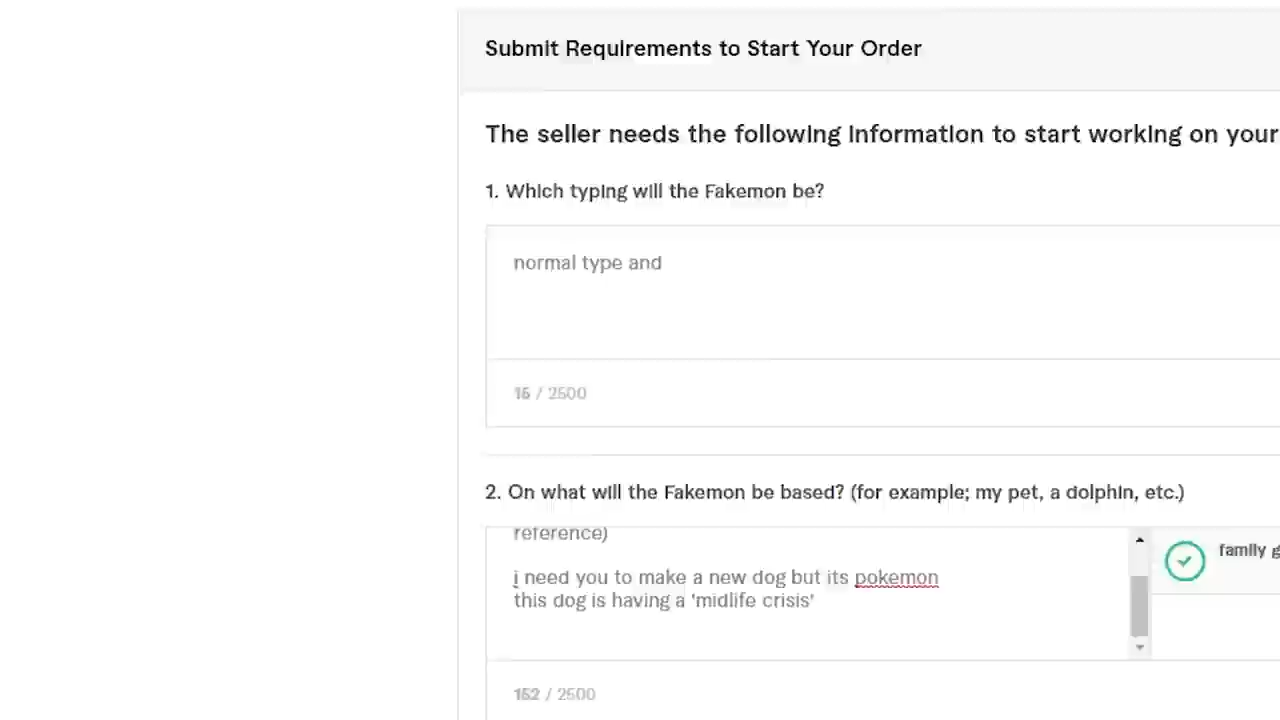 Submit Requirements to Start Your Order
The seller needs the following information to start working on your
1. Which typing will the Fakemon be?
normal type and
15 / 2500
2. On what will the Fakemon be based? (for example; my pet, a dolphin, etc.)
reference)
family g
i need you to make a new dog but its pokemon
this dog is having a 'midlife crisis'
152 / 2500